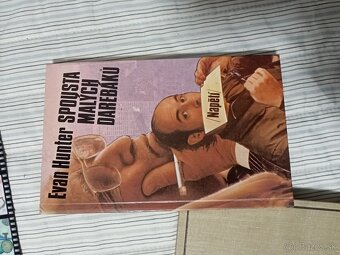 Evan Hunter SPOUSTA
MALÝCH
DAREBÁKŮ
Napětí